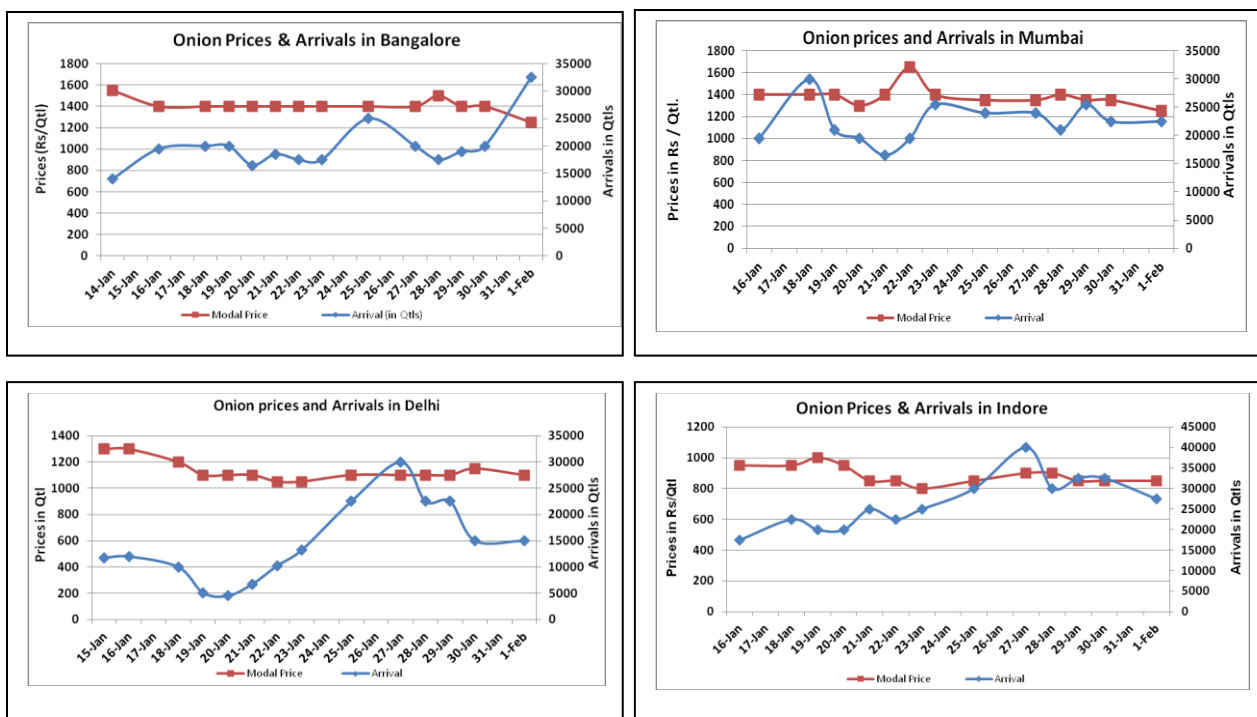 Onion Prices & Arrivals in Bangalore
Prices (Rs/Qtl)
1800
1600
1400
1200
1000
800
600
400
200
0
35000
30000
25000
20000
15000
10000
5000
0
Arrivals in Qtls
14-Jan
15-Jan
16-Jan
17-Jan
18-Jan
19-Jan
20-Jan
21-Jan
22-Jan
23-Jan
24-Jan
25-Jan
26-Jan
27-Jan
28-Jan
29-Jan
30-Jan
31-Jan
1-Feb
Modal Price
Arrival (in Qtls)
Onion prices and Arrivals in Mumbai
Prices in Rs / Qtl.
1800
1600
1400
1200
1000
800
600
400
200
0
35000
30000
25000
20000
15000
10000
5000
0
Arrivals in Qtls
16-Jan
17-Jan
18-Jan
19-Jan
20-Jan
21-Jan
22-Jan
23-Jan
24-Jan
25-Jan
26-Jan
27-Jan
28-Jan
29-Jan
30-Jan
31-Jan
1-Feb
Modal Price
Arrival
Onion prices and Arrivals in Delhi
Prices in Qtl
1400
1200
1000
800
600
400
200
0
35000
30000
25000
20000
15000
10000
5000
0
Arrivals in Qtls
15-Jan
16-Jan
17-Jan
18-Jan
19-Jan
20-Jan
21-Jan
22-Jan
23-Jan
24-Jan
25-Jan
26-Jan
27-Jan
28-Jan
29-Jan
30-Jan
31-Jan
1-Feb
Modal Price
Arrival
Onion Prices & Arrivals in Indore
Prices in Rs/Qtl
1200
1000
800
600
400
200
0
45000
40000
35000
30000
25000
20000
15000
10000
5000
0
Arrivals in Qtls
16-Jan
17-Jan
18-Jan
19-Jan
20-Jan
21-Jan
22-Jan
23-Jan
24-Jan
25-Jan
26-Jan
27-Jan
28-Jan
29-Jan
30-Jan
31-Jan
1-Feb
Modal Price
Arrival